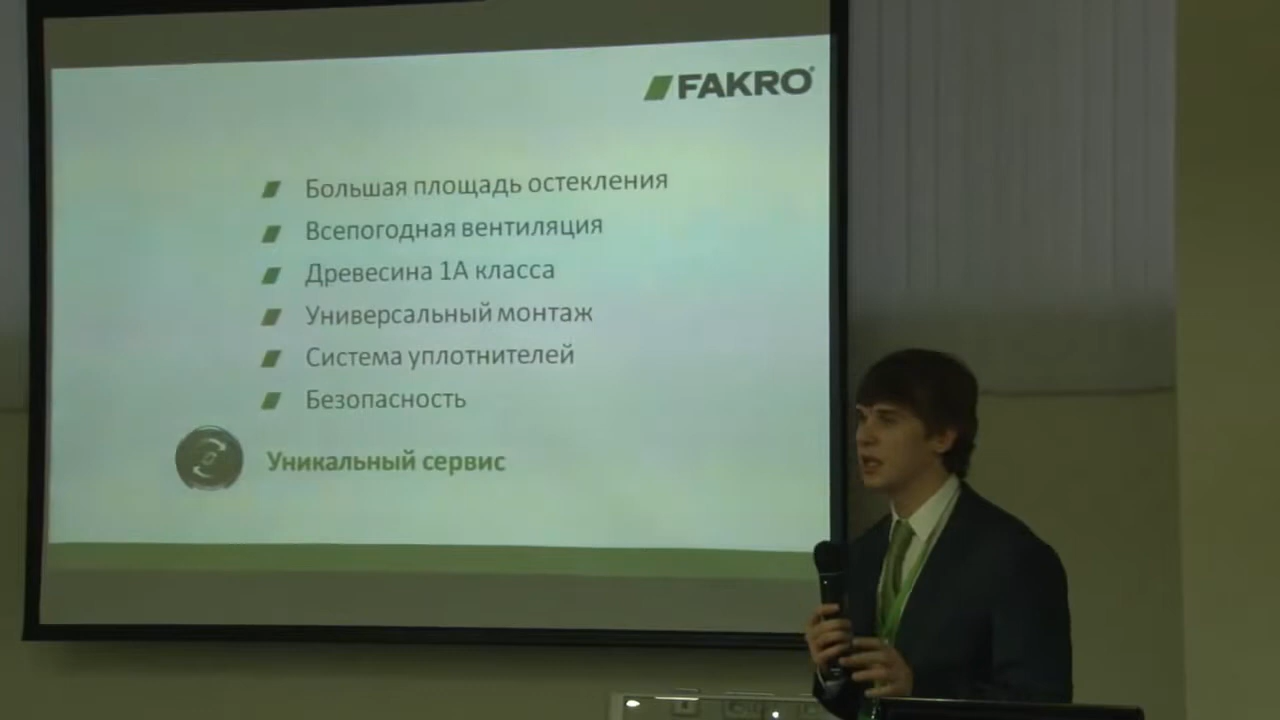 FAKRO®
Большая площадь остекления
Всепогодная вентиляция
Древесина 1А класса
Универсальный монтаж
Система уплотнителей
Безопасность
Уникальный сервис